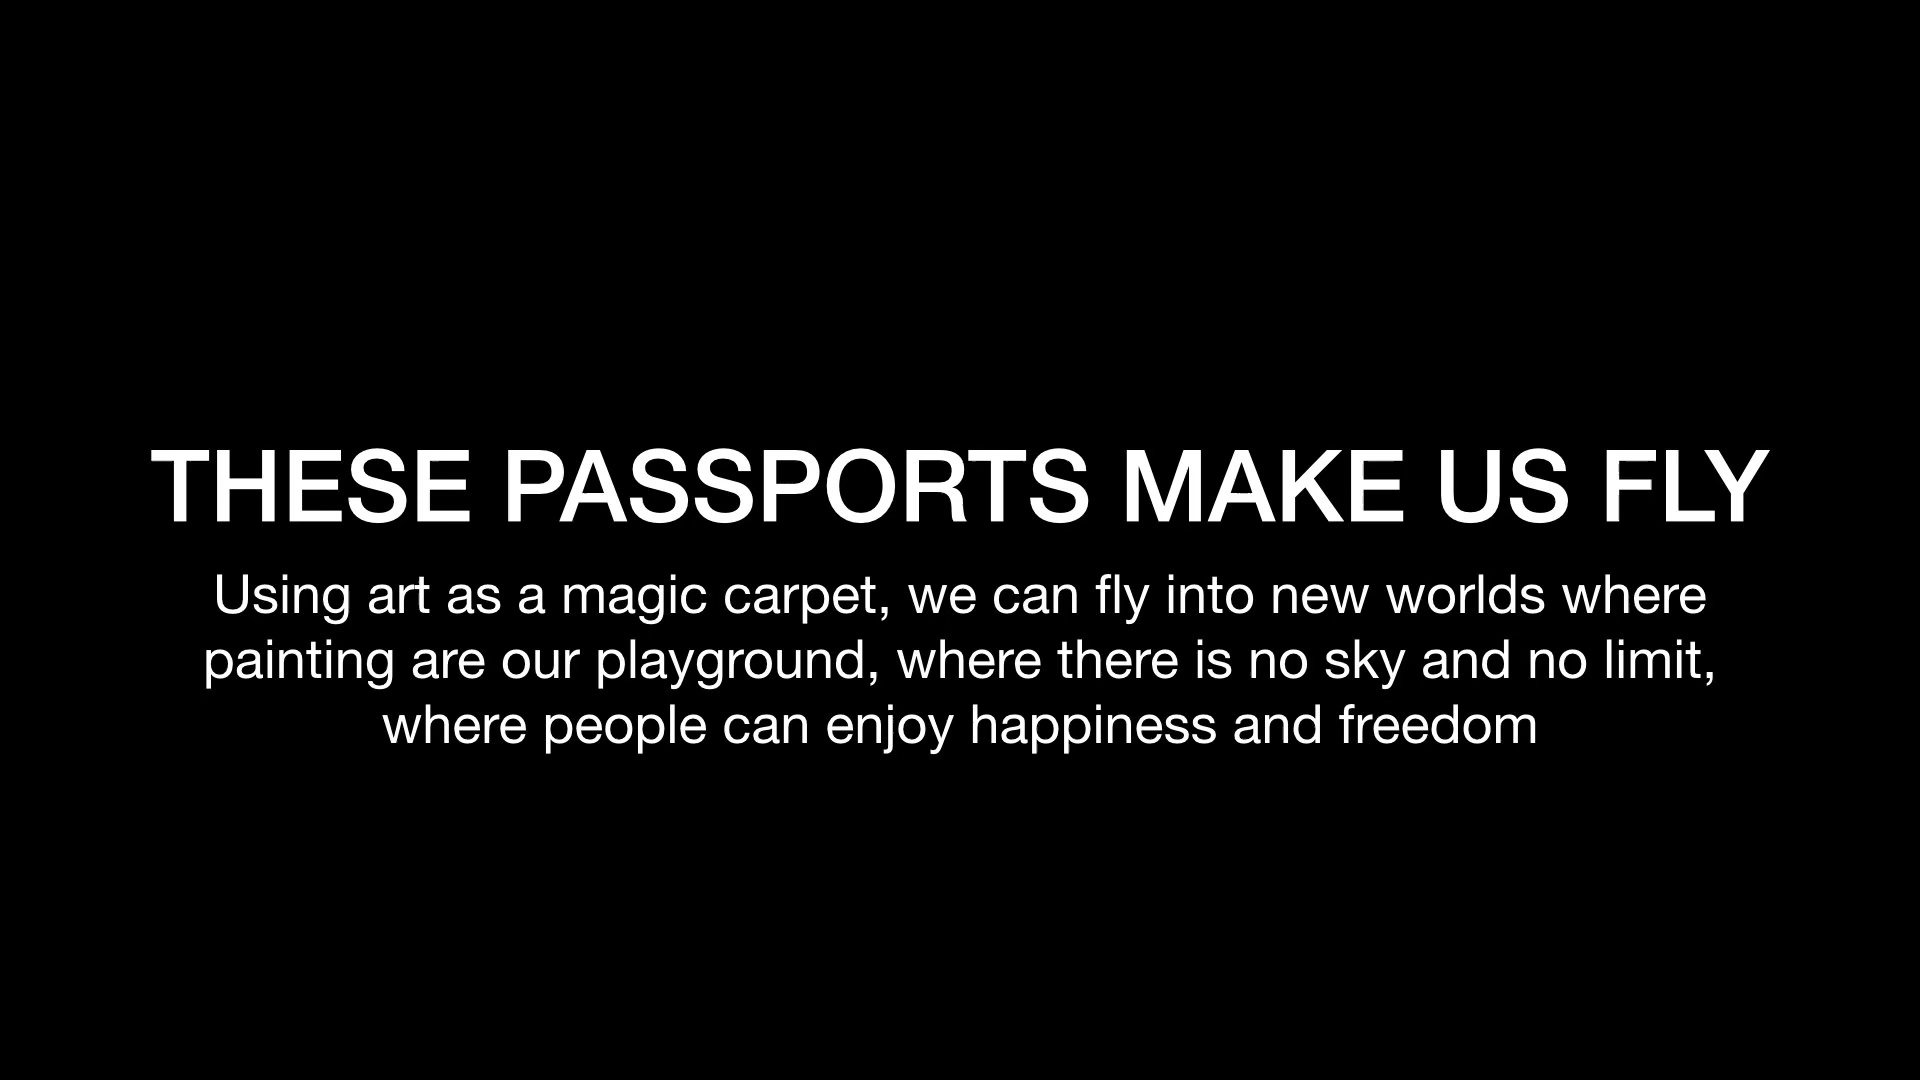 THESE PASSPORTS MAKE US FLY
Using art as a magic carpet, we can fly into new worlds where
painting are our playground, where there is no sky and no limit,
where people can enjoy happiness and freedom